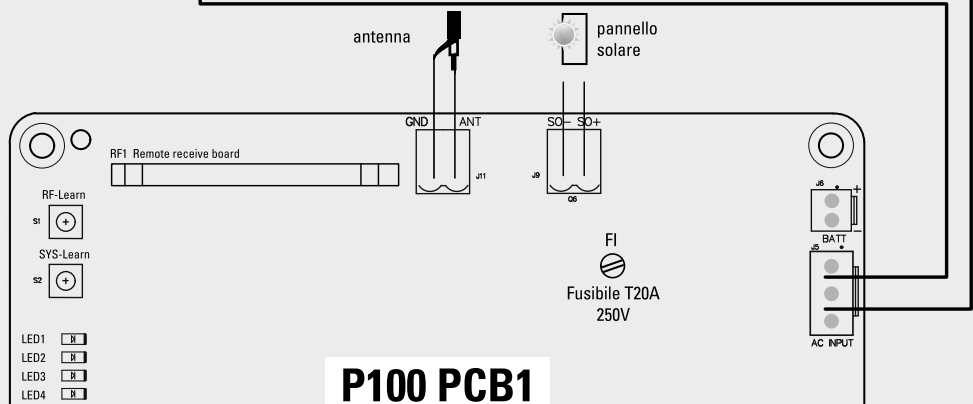 antenna
pannello
solare
GND
ANT
SO-
SO+
RF1 Remote receive board
J11
J9
Q6
RF-Learn
S1
SYS-Learn
S2
J6
+
-
BATT
J5
FI
Fusibile T20A
250V
AC INPUT
LED1
LED2
LED3
LED4
P100 PCB1